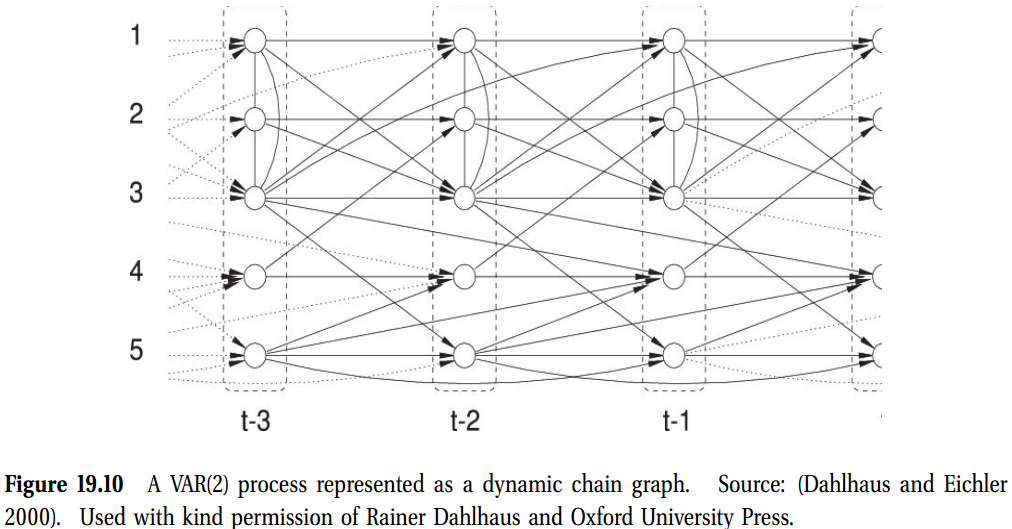 1
2
3
4
5
t-3 t-2 t-1
Figure 19.10 A VAR(2) process represented as a dynamic chain graph. Source: (Dahlhaus and Eichler
2000). Used with kind permission of Rainer Dahlhaus and Oxford University Press.